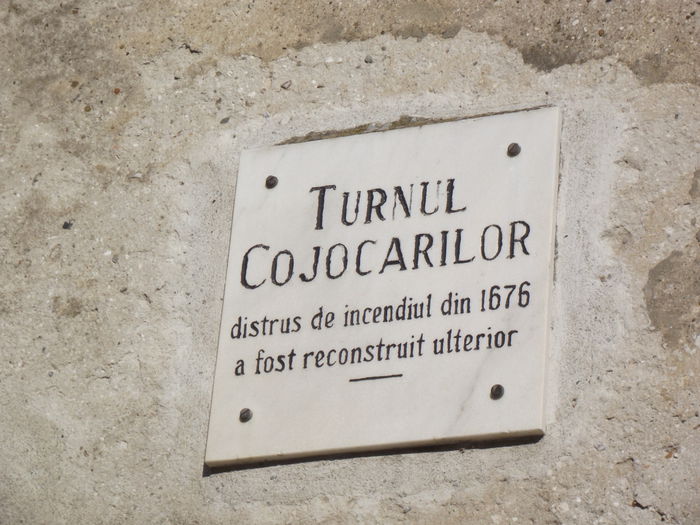 TURNUL
COJOCARILOR
distrus de incendiul din 1676
a fost reconstruit ulterior